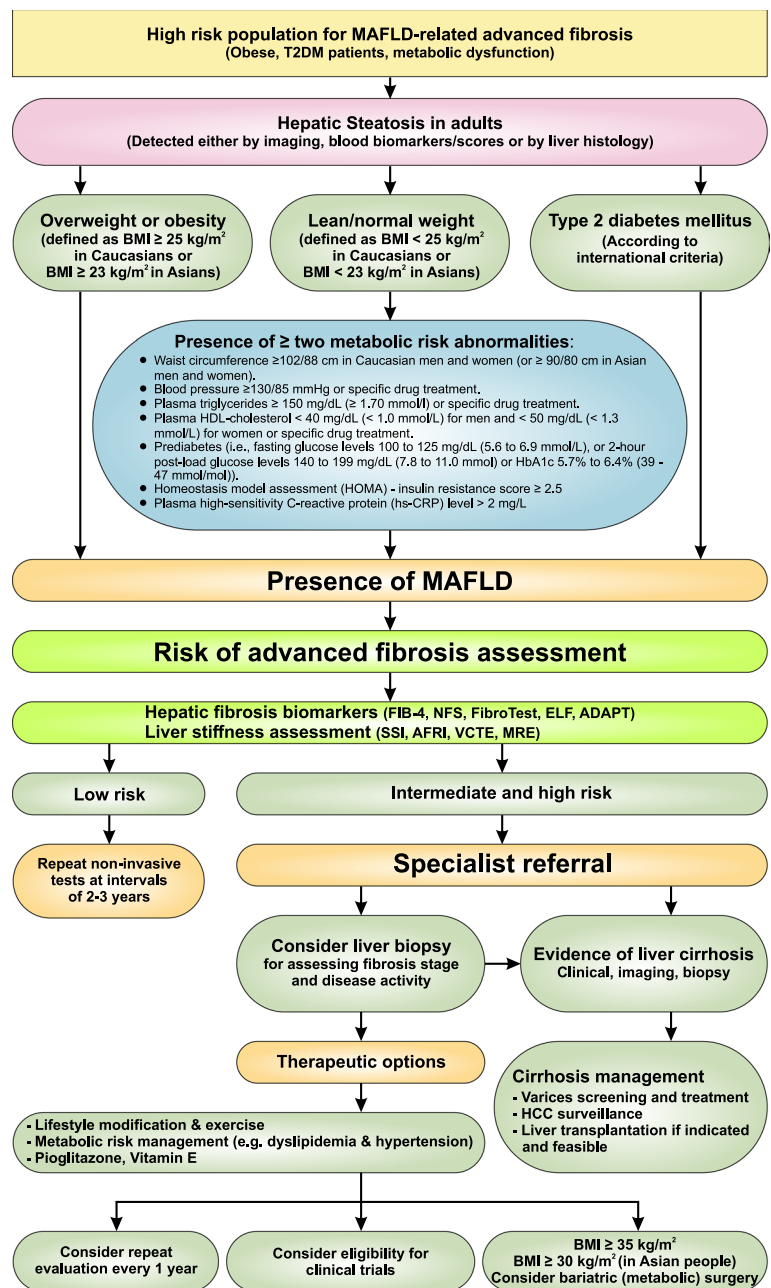 High risk population for MAFLD-related advanced fibrosis
(Obese, T2DM patients, metabolic dysfunction)
Hepatic Steatosis in adults
(Detected either by imaging, blood biomarkers/scores or by liver histology)
Overweight or obesity
(defined as BMI ≥ 25 kg/m²
in Caucasians or
BMI ≥ 23 kg/m² in Asians)
Lean/normal weight
(defined as BMI < 25 kg/m²
in Caucasians or
BMI < 23 kg/m² in Asians)
Type 2 diabetes mellitus
(According to
international criteria)
Presence of ≥ two metabolic risk abnormalities:
● Waist circumference ≥102/88 cm in Caucasian men and women (or ≥ 90/80 cm in Asian
men and women).
● Blood pressure ≥130/85 mmHg or specific drug treatment.
● Plasma triglycerides ≥ 150 mg/dL (≥ 1.70 mmol/l) or specific treatment.
● Plasma HDL-cholesterol < 40 mg/dL (< 1.0 mmol/L) for men and < 50 mg/dL (< 1.3
mmol/L) for women or specific drug treatment.
● Prediabetes (i.e., fasting glucose levels 100 to 125 mg/dL (5.6 to 6.9 mmol/L), or 2-hour
post-load glucose levels 140 to 199 mg/dL (7.8 to 11.0 mmol) or HbA1c 5.7% to 6.4% (39 -
47 mmol/mol)).
● Homeostasis model assessment (HOMA) - insulin resistance score ≥ 2.5
● Plasma high-sensitivity C-reactive protein (hs-CRP) level > 2 mg/L
Presence of MAFLD
Risk of advanced fibrosis assessment
Hepatic fibrosis biomarkers (FIB-4, NFS, FibroTest, ELF, ADAPT)
Liver stiffness assessment (SSI, AFRI, VCTE, MRE)
Low risk
Intermediate and high risk
Repeat non-invasive
tests at intervals
of 2-3 years
Specialist referral
Consider liver biopsy
for assessing fibrosis stage
and disease activity
Evidence of liver cirrhosis
Clinical, imaging, biopsy
Therapeutic options
Cirrhosis management
- Varices screening and treatment
- HCC surveillance
- Liver transplantation if indicated
and feasible
- Lifestyle modification & exercise
- Metabolic risk management (e.g. dyslipidemia & hypertension)
- Pioglitazone, Vitamin E
Consider repeat
evaluation every 1 year
Consider eligibility for
clinical trials
BMI ≥ 35 kg/m²
BMI ≥ 30 kg/m² (in Asian people)
Consider bariatric (metabolic) surgery